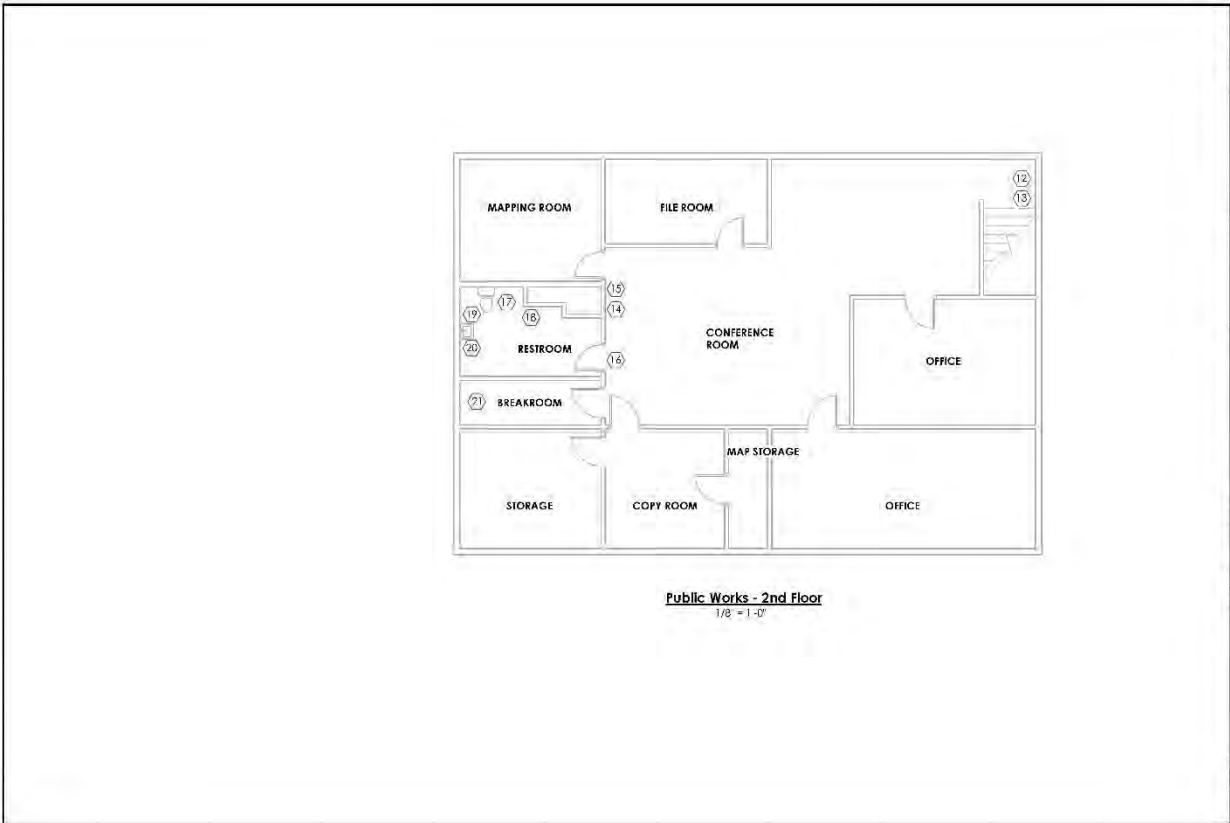 12
MAPPING ROOM
FILE ROOM
13
15
17
19
18
14
CONFERENCE
ROOM
20
RESTROOM
16
OFFICE
21
BREAKROOM
MAP STORAGE
STORAGE
COPY ROOM
OFFICE
Public Works - 2nd Floor
1/8" = 1'-0"